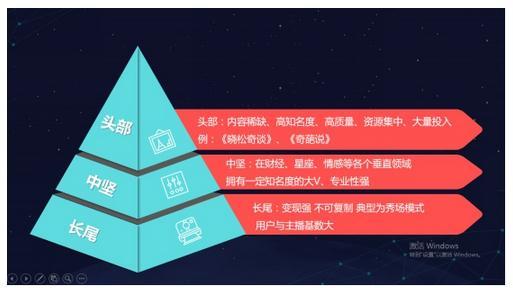 头部
头部：内容稀缺、高知名度、高质量、资源集中、大量投入
例：《晓松奇谈》、《奇葩说》
中坚
中坚：在财经、星座、情感等各个垂直领域
拥有一定知名度的大V、专业性强
长尾
长尾：变现强 不可复制 典型为秀场模式
用户与主播基数大
激活 Windows
转到"设置"以激活 Windows。